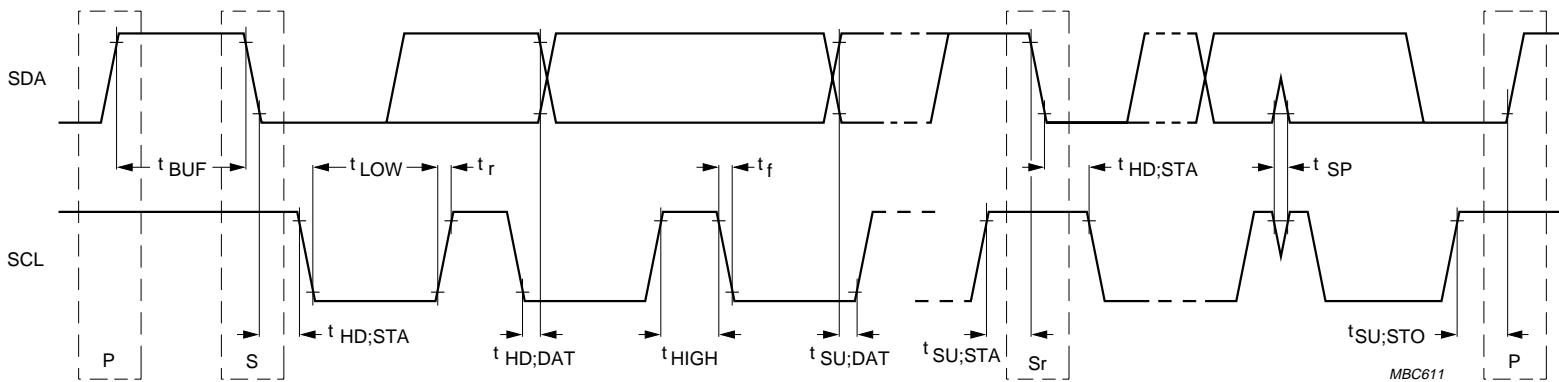 SDA
t BUF
t LOW
t r
t f
t HD;STA
t SP
SCL
t HD;STA
t HD;DAT
t HIGH
t SU;DAT
t SU;STA
t SU;STO
P
S
Sr
MBC611
P